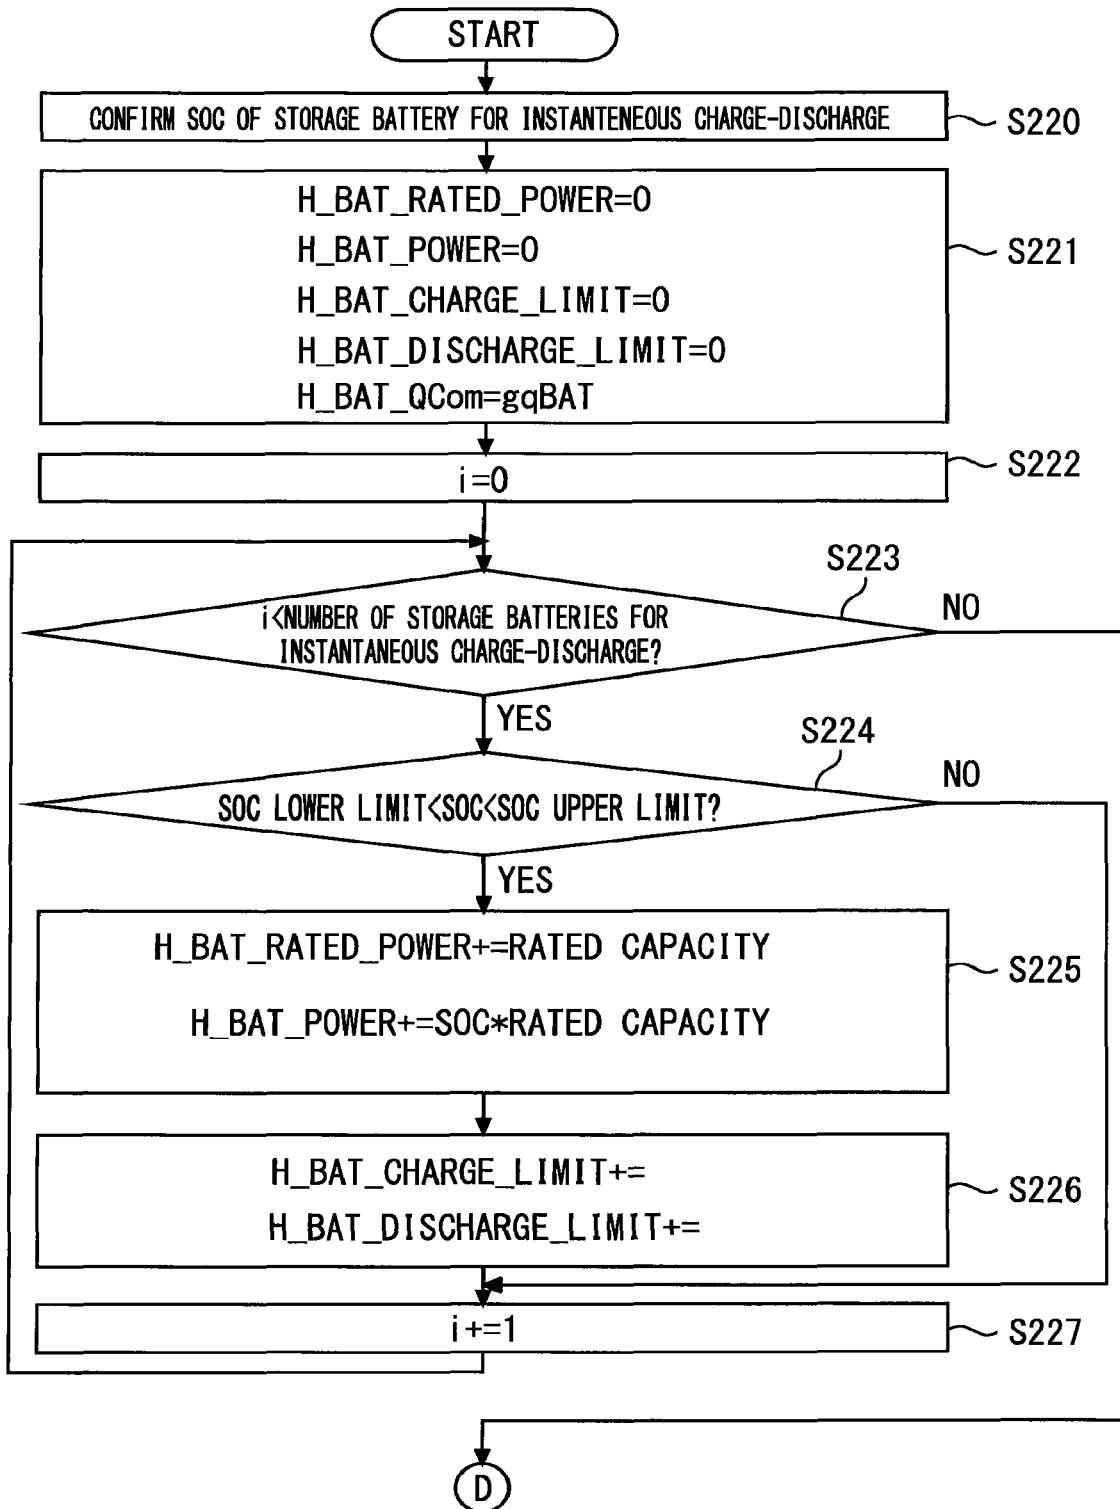 START
CONFIRM SOC OF STORAGE BATTERY FOR INSTANTENEOUS CHARGE-DISCHARGE
S220
H_BAT_RATED_POWER=0
H_BAT_POWER=0
S221
H_BAT_CHARGE_LIMIT=0
H_BAT_DISCHARGE_LIMIT=0
H_BAT_QCom=gqBAT
i=0
S222
S223
i<NUMBER OF STORAGE BATTERIES FOR
INSTANTANEOUS CHARGE-DISCHARGE?
NO
YES
S224
SOC LOWER LIMIT<SOC<SOC UPPER LIMIT?
NO
YES
H_BAT_RATED_POWER+=RATED CAPACITY
S225
H_BAT_POWER+=SOC*RATED CAPACITY
H_BAT_CHARGE_LIMIT+=
S226
H_BAT_DISCHARGE_LIMIT+=
i+=1
S227
D